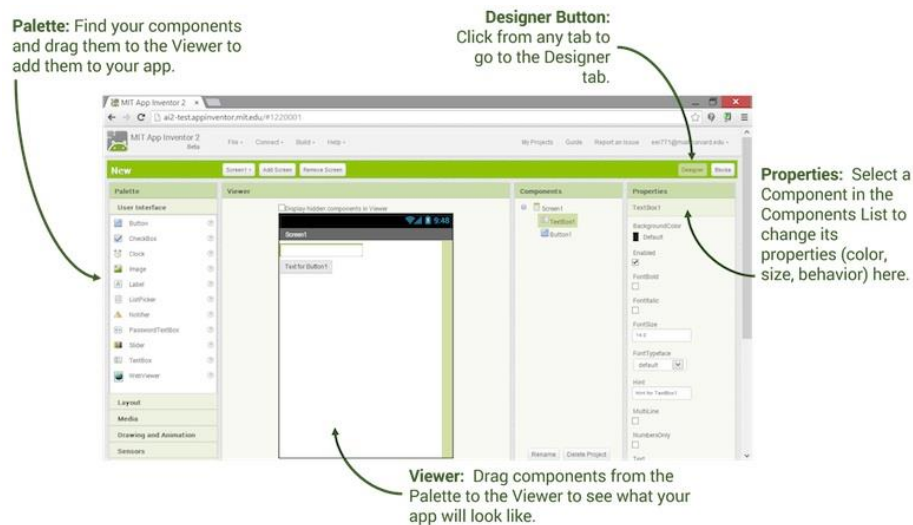 Palette: Find your components
and drag them to the Viewer to
add them to your app.
Designer Button:
Click from any tab to
go to the Designer
tab.
MIT App Inventor 2
ai2-test.appinventor.mit.edu/#1220001
MIT App Inventor 2
Beta
File
Connect
Build
Help
My Projects
Guide
Report an Issue
New
Screen1
Add Screen
Remove Screen
Designer
Blocks
Palette
User Interface
Button
CheckBox
Clock
Image
Label
ListPicker
Notifier
PasswordTextBox
Slider
TextBox
WebViewer
Layout
Media
Drawing and Animation
Sensors
Viewer
Display hidden components in Viewer
9:48
Screen1
Text for Button1
Components
Screen1
TextBox1
Button1
Rename
Delete Project
Properties
TextBox1
BackgroundColor
Default
Enabled
FontBold
FontItalic
FontSize
14.0
FontTypeface
default
Hint
Hint for TextBox1
MultiLine
NumbersOnly
Text
Properties: Select a
Component in the
Components List to
change its
properties (color,
size, behavior) here.
Viewer: Drag components from the
Palette to the Viewer to see what your
app will look like.